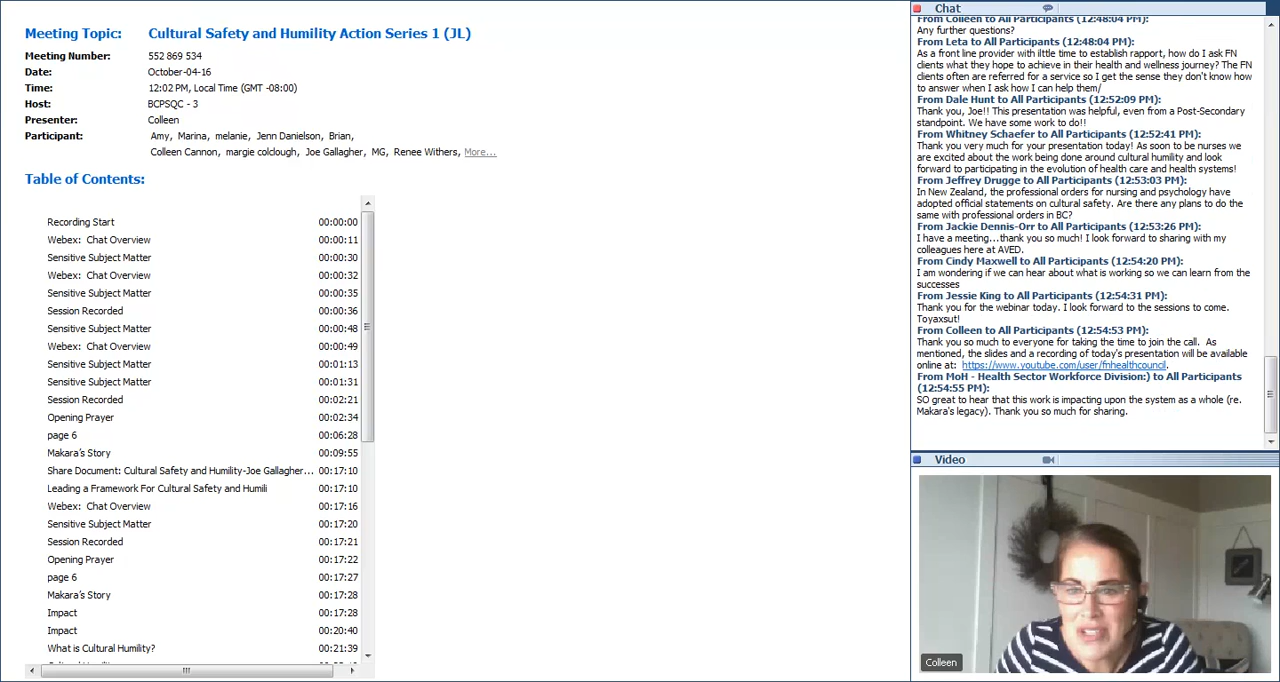 Meeting Topic: Cultural Safety and Humility Action Series 1 (JL)
Meeting Number: 552 869 534
Date: October-04-16
Time: 12:02 PM, Local Time (GMT -08:00)
Host: BCPSQC - 3
Presenter: Colleen
Participant: Amy, Marina, melanie, Jenn Danielson, Brian,
Colleen Cannon, margie colclough, Joe Gallagher, MG, Renee Withers, More...
Table of Contents:
Recording Start 00:00:00
Webex: Chat Overview 00:00:11
Sensitive Subject Matter 00:00:30
Webex: Chat Overview 00:00:32
Sensitive Subject Matter 00:00:35
Session Recorded 00:00:36
Sensitive Subject Matter 00:00:48
Webex: Chat Overview 00:00:49
Sensitive Subject Matter 00:01:13
Sensitive Subject Matter 00:01:31
Session Recorded 00:02:21
Opening Prayer 00:02:34
page 6 00:06:28
Makara's Story 00:09:55
Share Document: Cultural Safety and Humility-Joe Gallagher... 00:17:10
Leading a Framework For Cultural Safety and Humili 00:17:10
Webex: Chat Overview 00:17:16
Sensitive Subject Matter 00:17:20
Session Recorded 00:17:21
Opening Prayer 00:17:22
page 6 00:17:27
Makara's Story 00:17:28
Impact 00:17:28
Impact 00:20:40
What is Cultural Humility? 00:21:39
Chat
From Colleen to All Participants (12:48:04 PM):
Any further questions?
From Leta to All Participants (12:48:04 PM):
As a front line provider with ilttle time to establish rapport, how do I ask FN
clients what they hope to achieve in their health and wellness journey? The FN
clients often are referred for a service so I get the sense they don't know how
to answer when I ask how I can help them/
From Dale Hunt to All Participants (12:52:09 PM):
Thank you, Joe!! This presentation was helpful, even from a Post-Secondary
standpoint. We have some work to do!!
From Whitney Schaefer to All Participants (12:52:41 PM):
Thank you very much for your presentation today! As soon to be nurses we
are excited about the work being done around cultural humility and look
forward to participating in the evolution of health care and health systems!
From Jeffrey Drugge to All Participants (12:53:03 PM):
In New Zealand, the professional orders for nursing and psychology have
adopted official statements on cultural safety. Are there any plans to do the
same with professional orders in BC?
From Jackie Dennis-Orr to All Participants (12:53:26 PM):
I have a meeting...thank you so much! I look forward to sharing with my
colleagues here at AVED.
From Cindy Maxwell to All Participants (12:54:20 PM):
I am wondering if we can hear about what is working so we can learn from the
successes
From Jessie King to All Participants (12:54:31 PM):
Thank you for the webinar today. I look forward to the sessions to come.
Toyaxsut!
From Colleen to All Participants (12:54:53 PM):
Thank you so much to everyone for taking the time to join the call. As
mentioned, the slides and a recording of today's presentation will be available
online at: https://www.youtube.com/user/fnhealthcouncil.
From MoH - Health Sector Workforce Division:) to All Participants
(12:54:55 PM):
SO great to hear that this work is impacting upon the system as a whole (re.
Makara's legacy). Thank you so much for sharing.
Video
Colleen